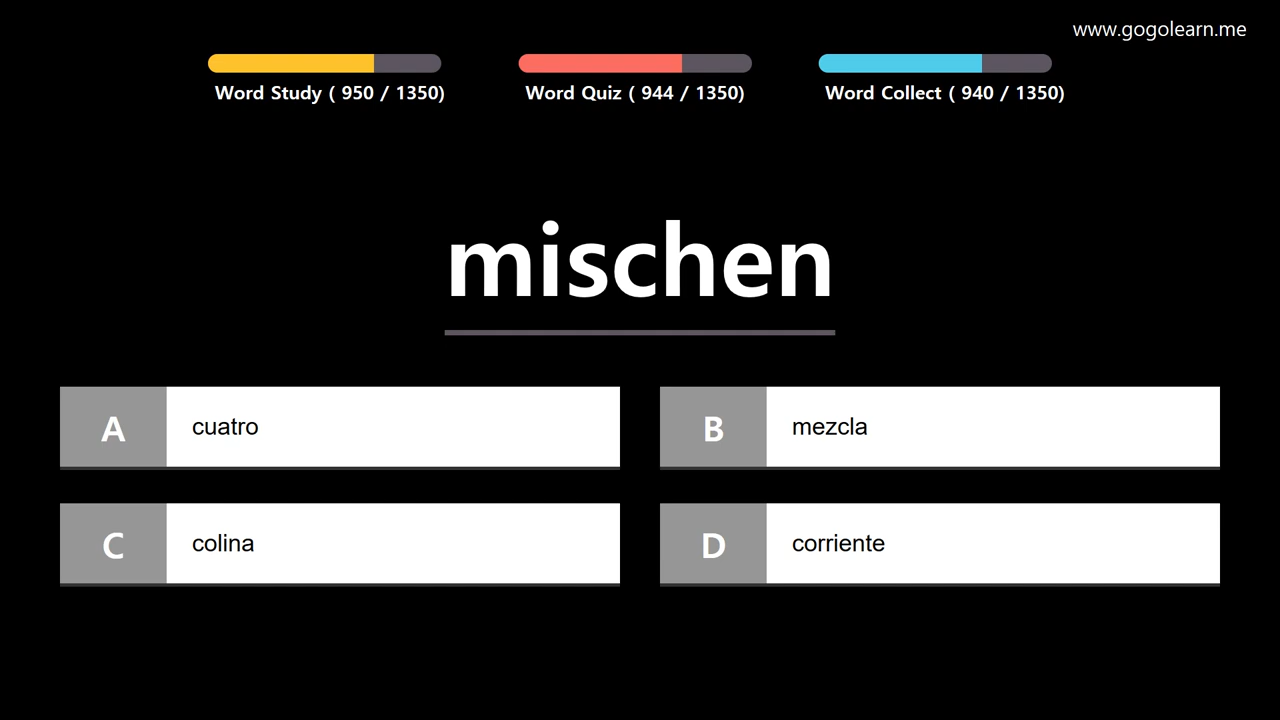 www.gogolearn.me
Word Study ( 950 / 1350)
Word Quiz ( 944 / 1350)
Word Collect ( 940 / 1350)
mischen
A
cuatro
B
mezcla
C
colina
D
corriente